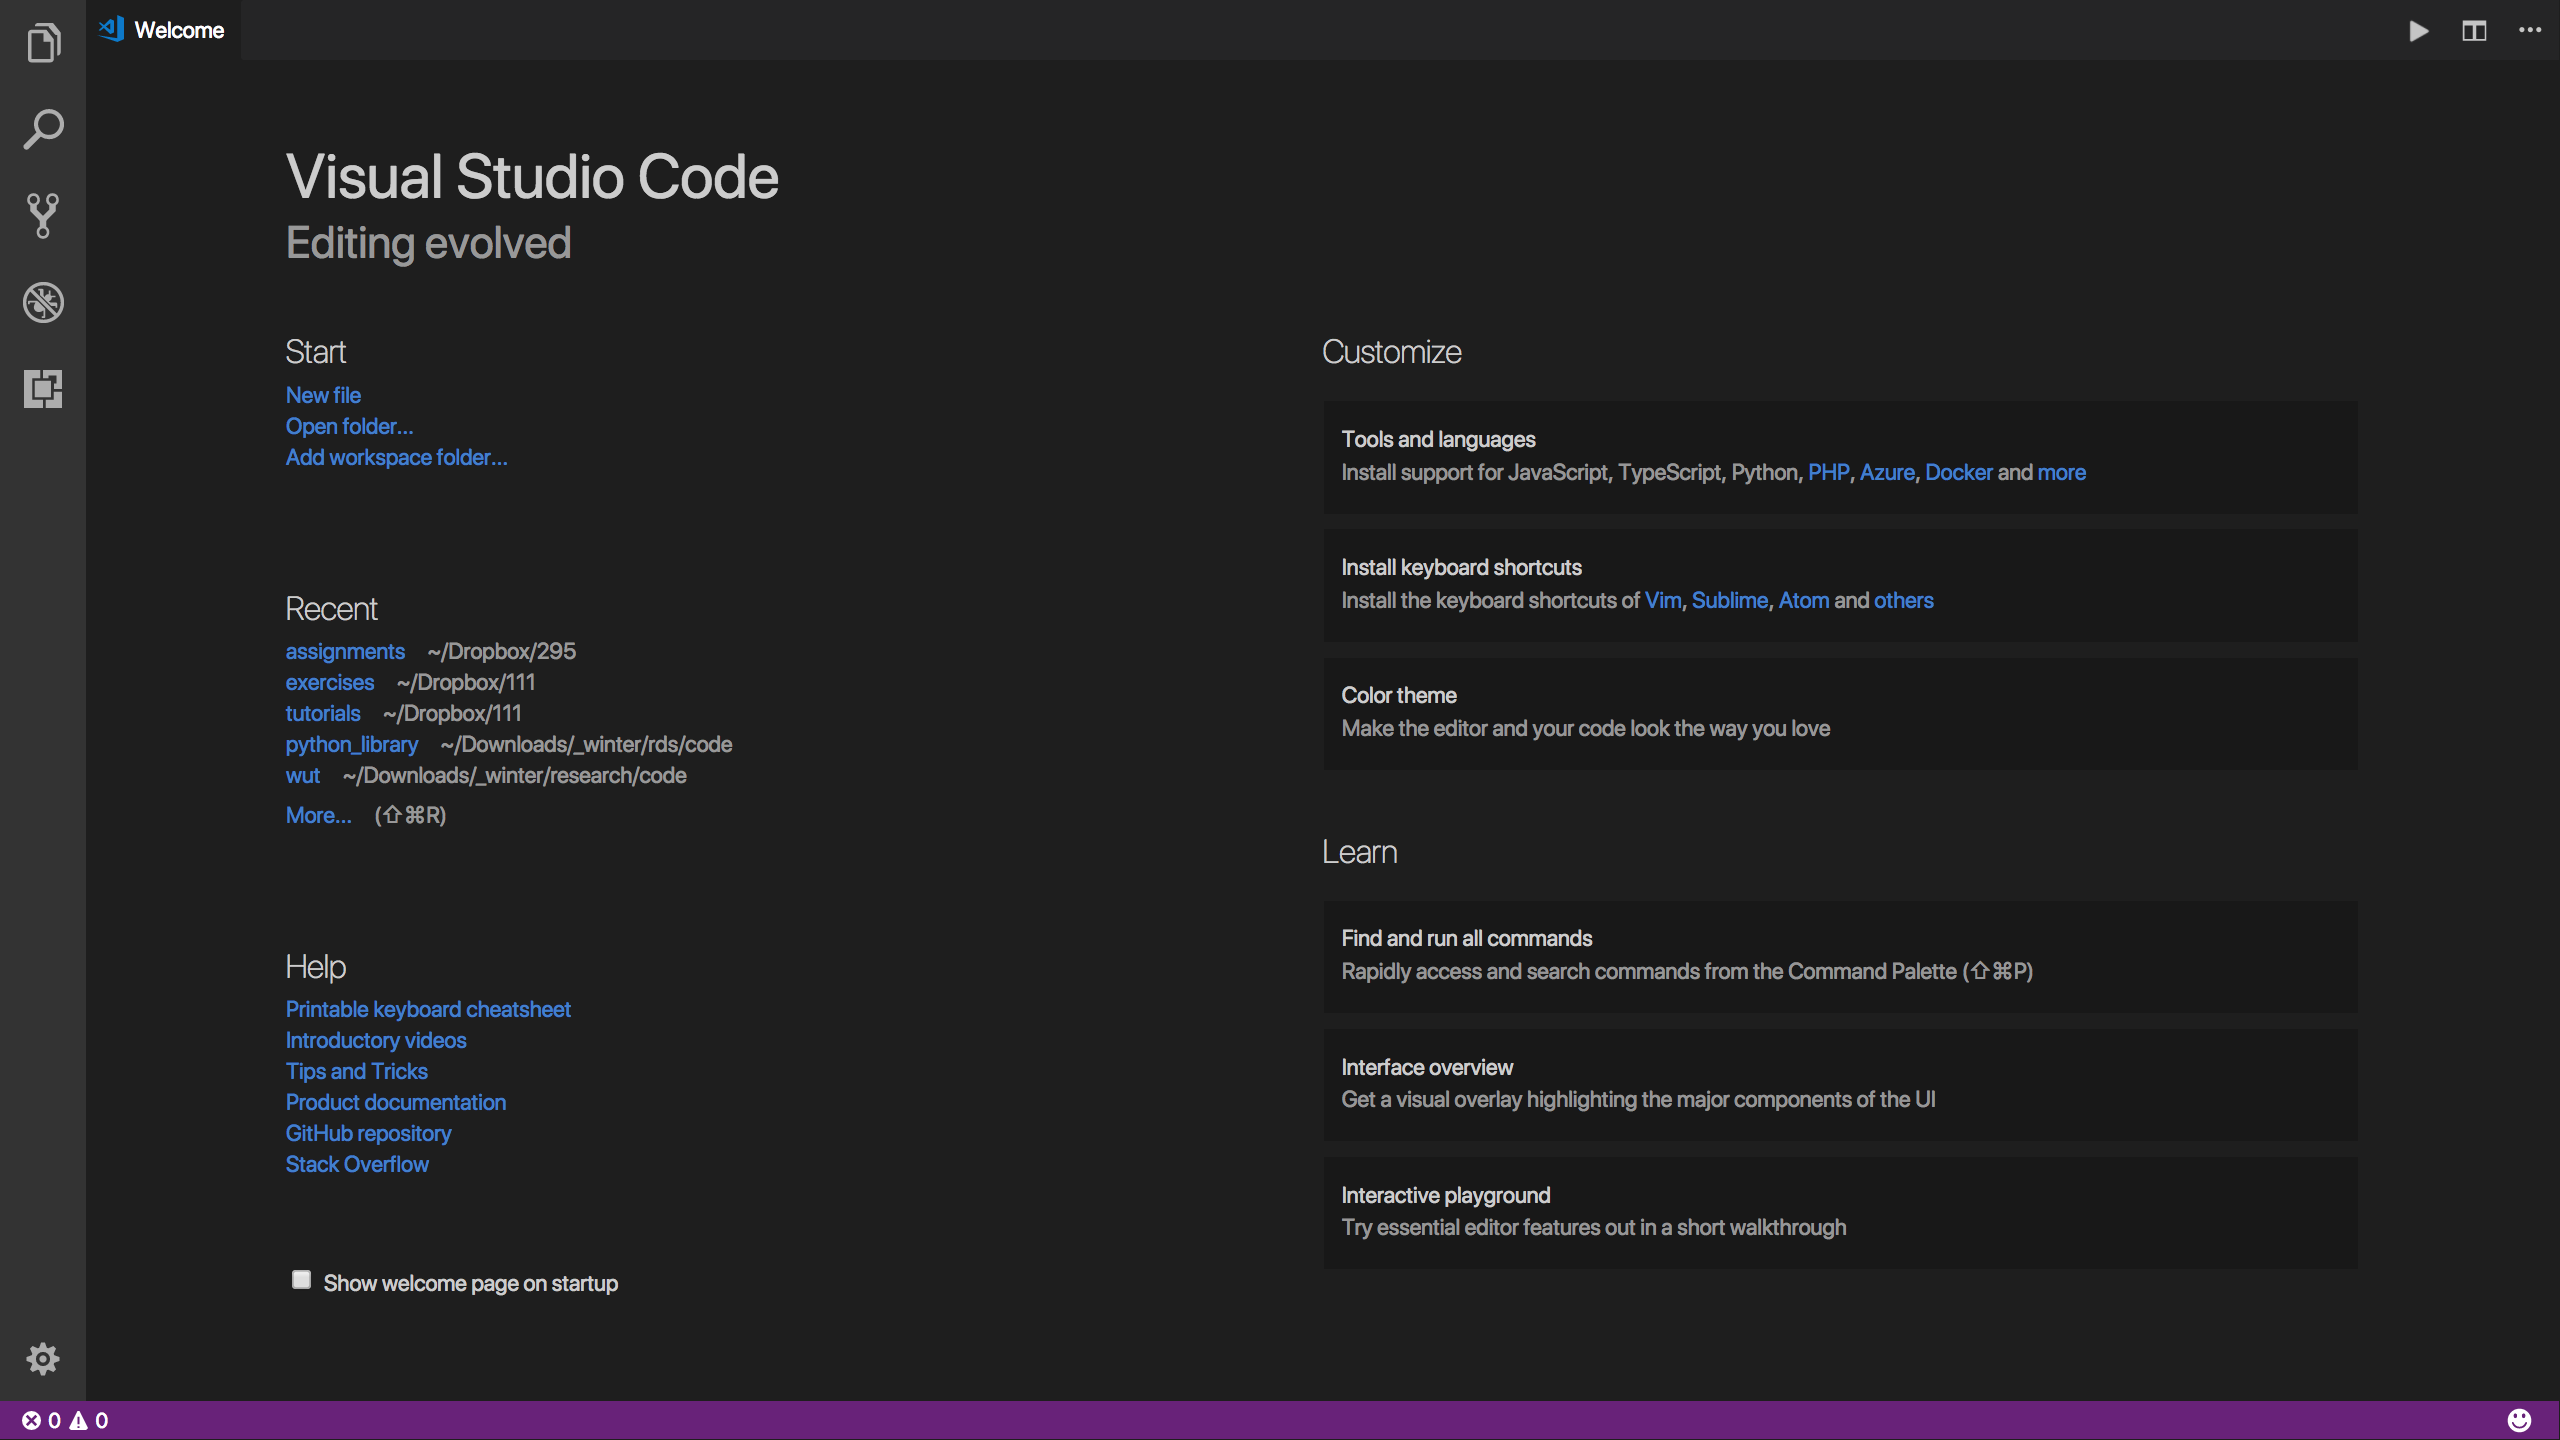 Welcome
Visual Studio Code
Editing evolved
Start
New file
Open folder...
Add workspace folder...
Recent
assignments ~/Dropbox/295
exercises ~/Dropbox/111
tutorials ~/Dropbox/111
python_library ~/Downloads/_winter/rds/code
wut ~/Downloads/_winter/research/code
More... (⇧⌘R)
Help
Printable keyboard cheatsheet
Introductory videos
Tips and Tricks
Product documentation
GitHub repository
Stack Overflow
Show welcome page on startup
Customize
Tools and languages
Install support for JavaScript, TypeScript, Python, PHP, Azure, Docker and more
Install keyboard shortcuts
Install the keyboard shortcuts of Vim, Sublime, Atom and others
Color theme
Make the editor and your code look the way you love
Learn
Find and run all commands
Rapidly access and search commands from the Command Palette (⇧⌘P)
Interface overview
Get a visual overlay highlighting the major components of the UI
Interactive playground
Try essential editor features out in a short walkthrough
0 0